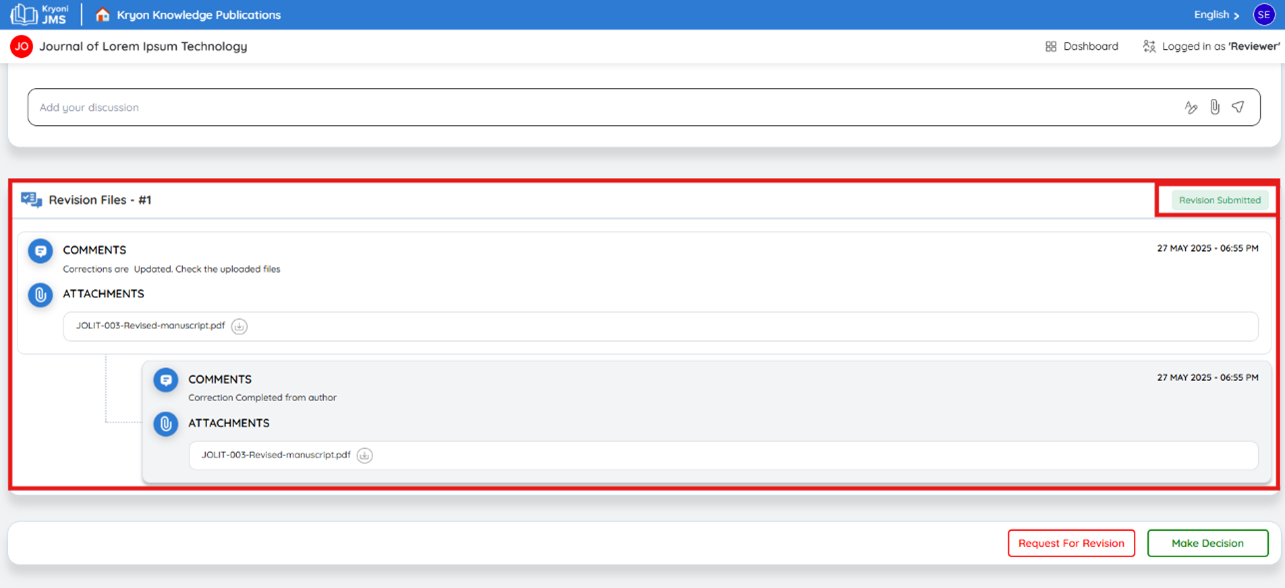 Kryoni JMS
Kryon Knowledge Publications
English
SE
JO
Journal of Lorem Ipsum Technology
Dashboard
Logged in as 'Reviewer'
Add your discussion
Revision Files - #1
Revision Submitted
COMMENTS
27 MAY 2025 - 06:55 PM
Corrections are Updated. Check the uploaded files
ATTACHMENTS
JOLIT-003-Revised-manuscript.pdf
COMMENTS
27 MAY 2025 - 06:55 PM
Correction Completed from author
ATTACHMENTS
JOLIT-003-Revised-manuscript.pdf
Request For Revision
Make Decision